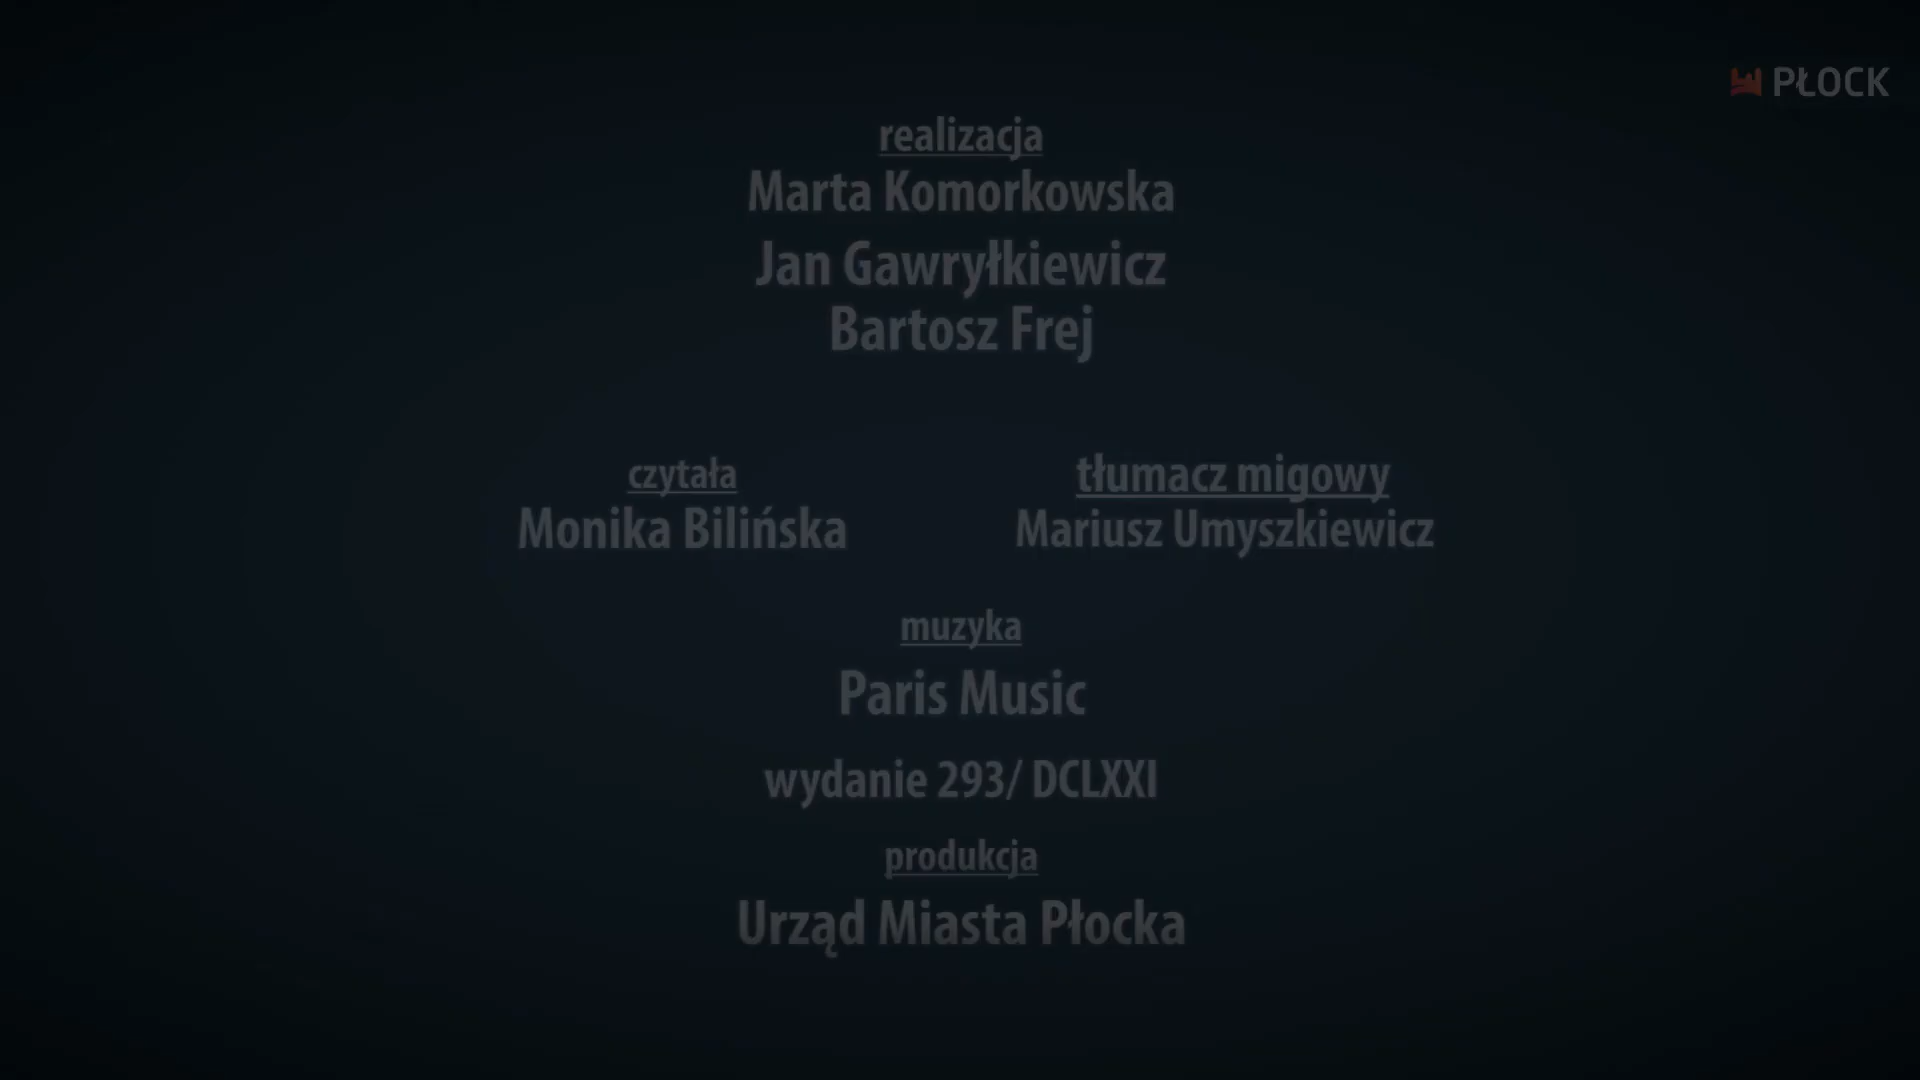 PŁOCK
realizacja
Marta Komorkowska
Jan Gawryłkiewicz
Bartosz Frej
czytała
Monika Bilińska
tłumacz migowy
Mariusz Umyszkiewicz
muzyka
Paris Music
wydanie 293/ DCLXXI
produkcja
Urząd Miasta Płocka